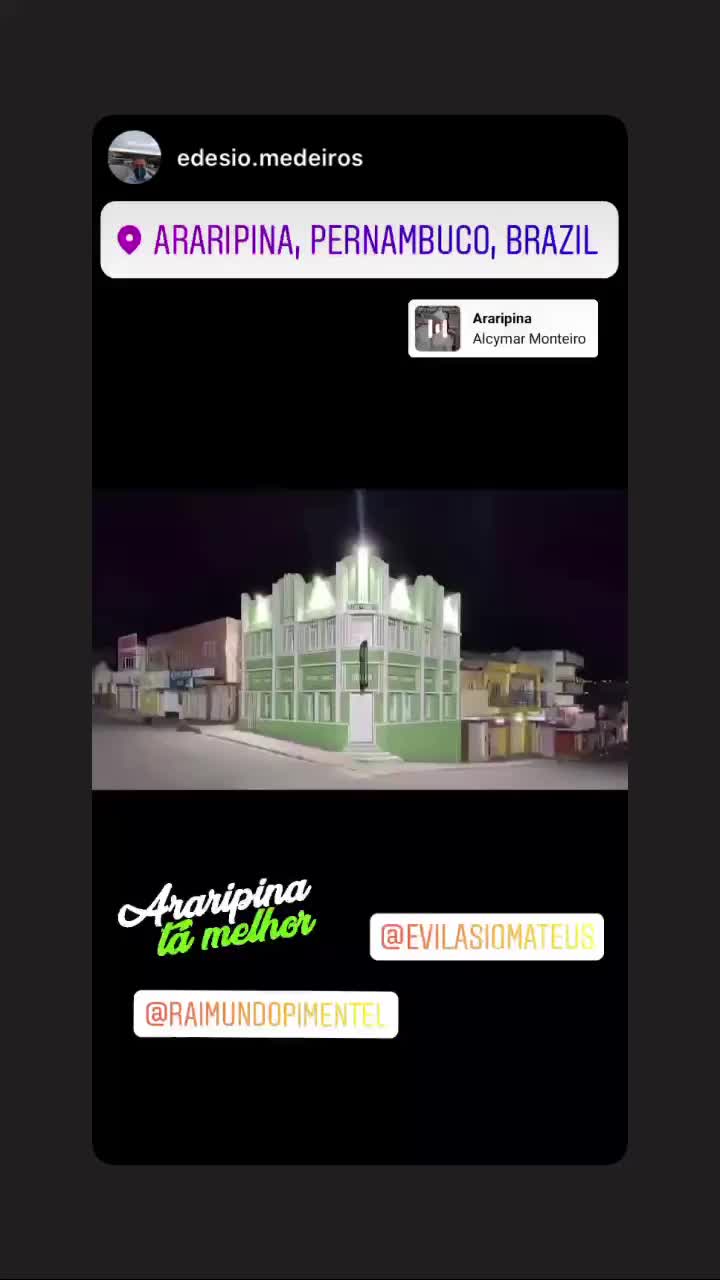 edesio.medeiros
ARARIPINA, PERNAMBUCO, BRAZIL
Araripina
Alcymar Monteiro
Araripina
tá melhor
@EVILASIOMATEUS
@RAIMUNDOPIMENTEL